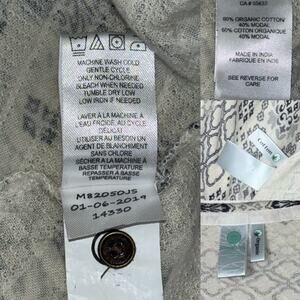 MACHINE WASH COLD
GENTLE CYCLE
ONLY NON-CHLORINE
BLEACH WHEN NEEDED
TUMBLE DRY LOW
LOW IRON IF NEEDED
LAVER À LA MACHINE À
L'EAU FROIDE, AU CYCLE
DÉLICAT
UTILISER AU BESOIN UN
AGENT DE BLANCHIMENT
SANS CHLORE
SÉCHER À LA MACHINE À
BASSE TEMPÉRATURE
REPASSER À BASSE
TEMPÉRATURE
M82050JS
01-06-2019
14330
60% ORGANIC COTTON
40% MODAL
60% COTON ORGANIQUE
40% MODAL
MADE IN INDIA
FABRIQUÉ EN INDE
SEE REVERSE FOR
CARE
Cotton